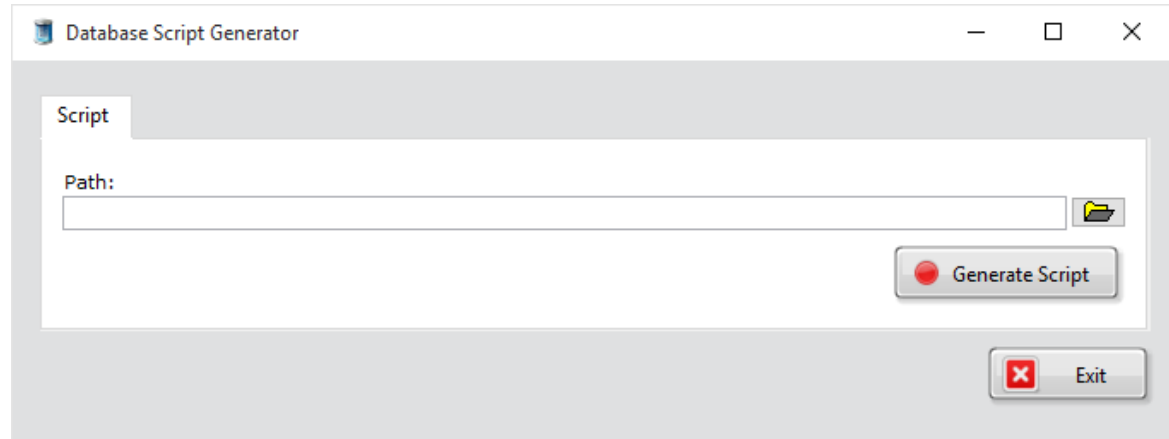 Database Script Generator
Script
Path:
Generate Script
Exit